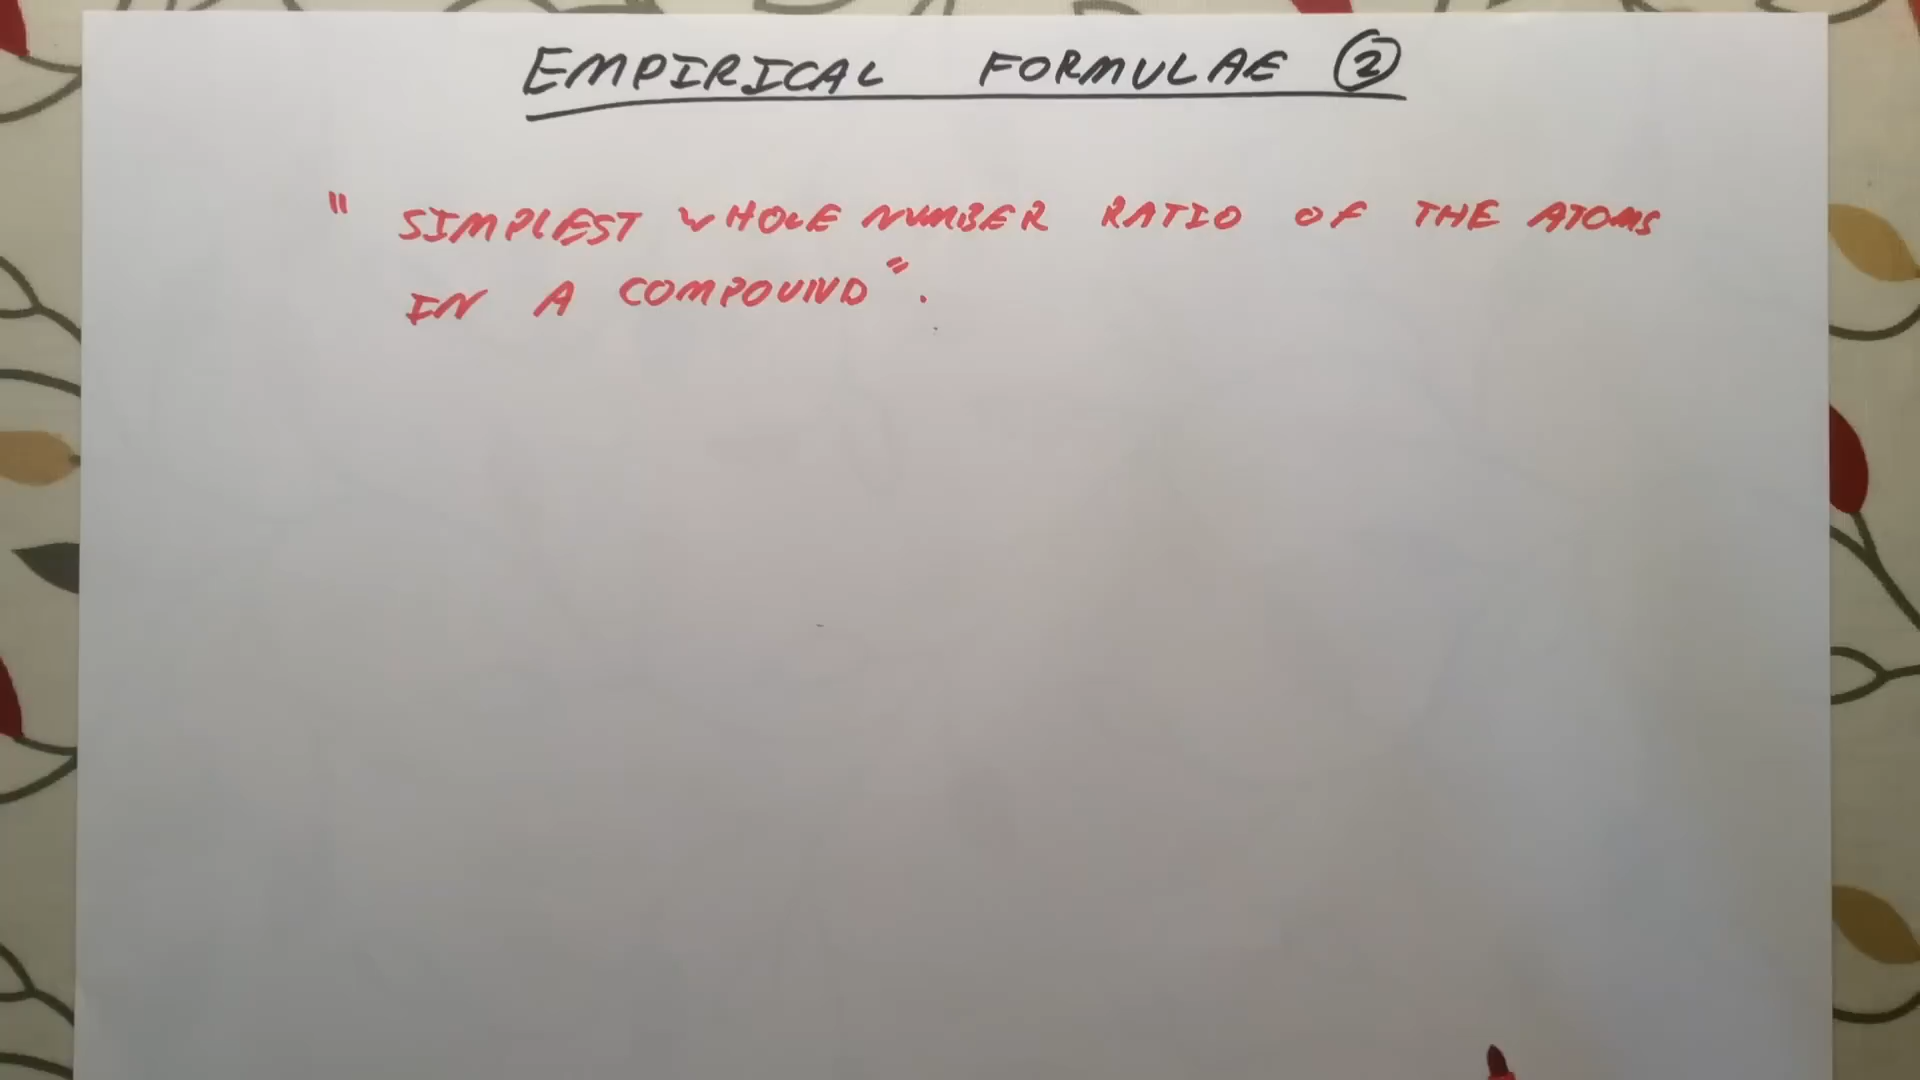 EMPIRICAL FORMULAE ②
" SIMPLEST WHOLE NUMBER RATIO OF THE ATOMS
IN A COMPOUND".